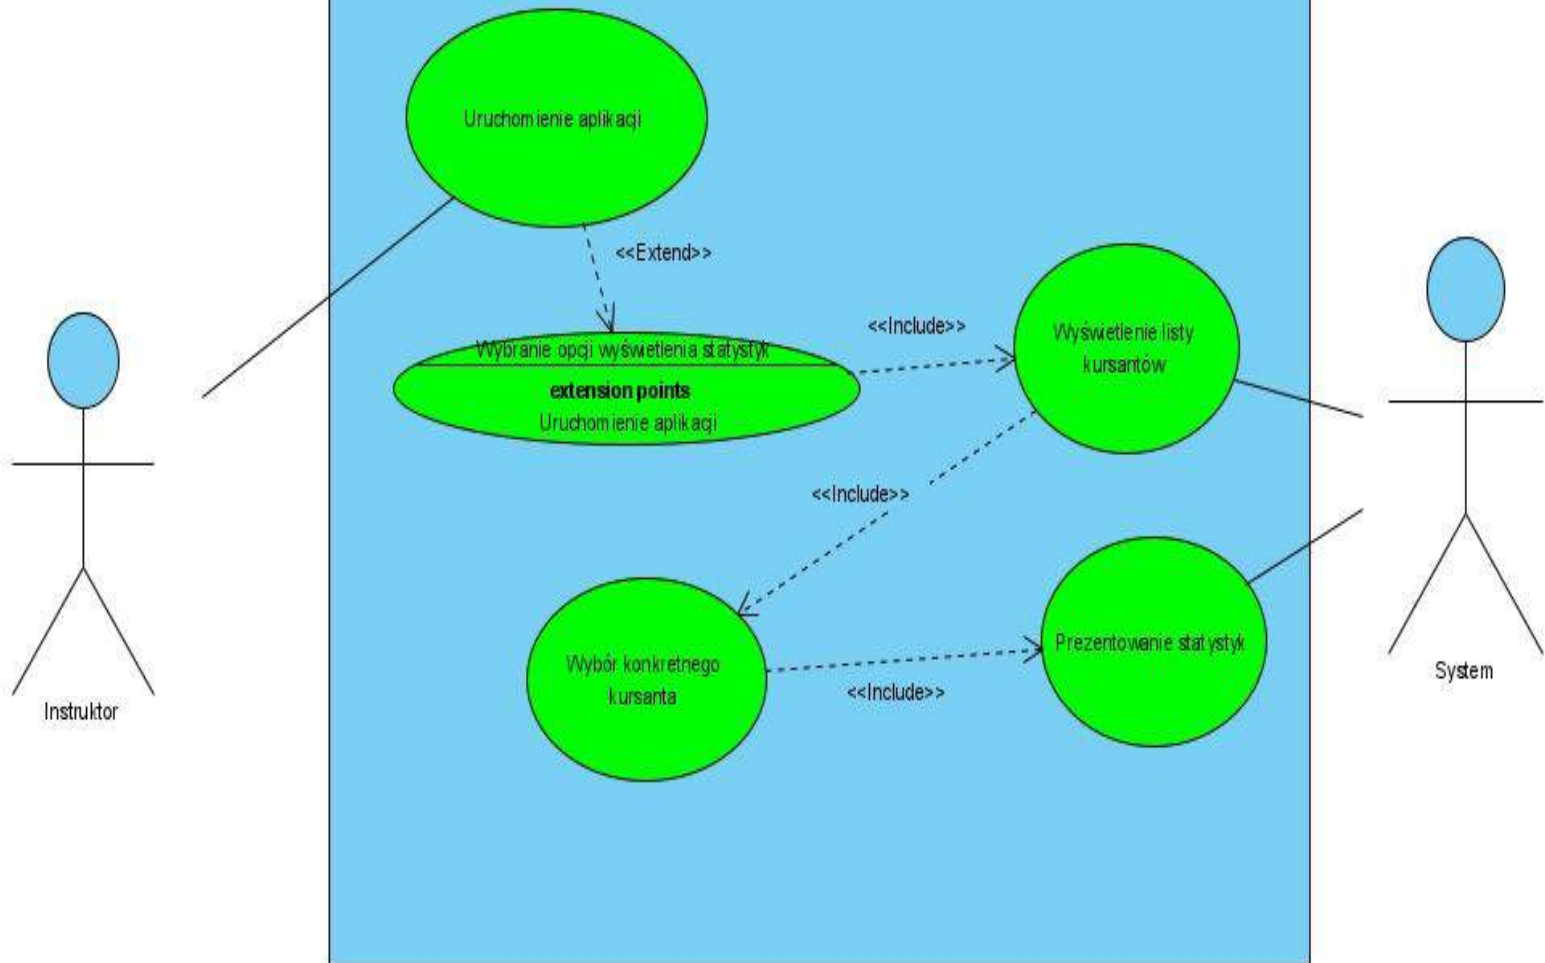 Uruchomienie aplikacji
<<Extend>>
Wybranie opcji wyświetlenia statystyk
extension points
Uruchomienie aplikacji
<<Include>>
Wyświetlenie listy
kursantów
<<Include>>
Wybór konkretnego
kursanta
<<Include>>
Prezentowanie statystyk
Instruktor
System